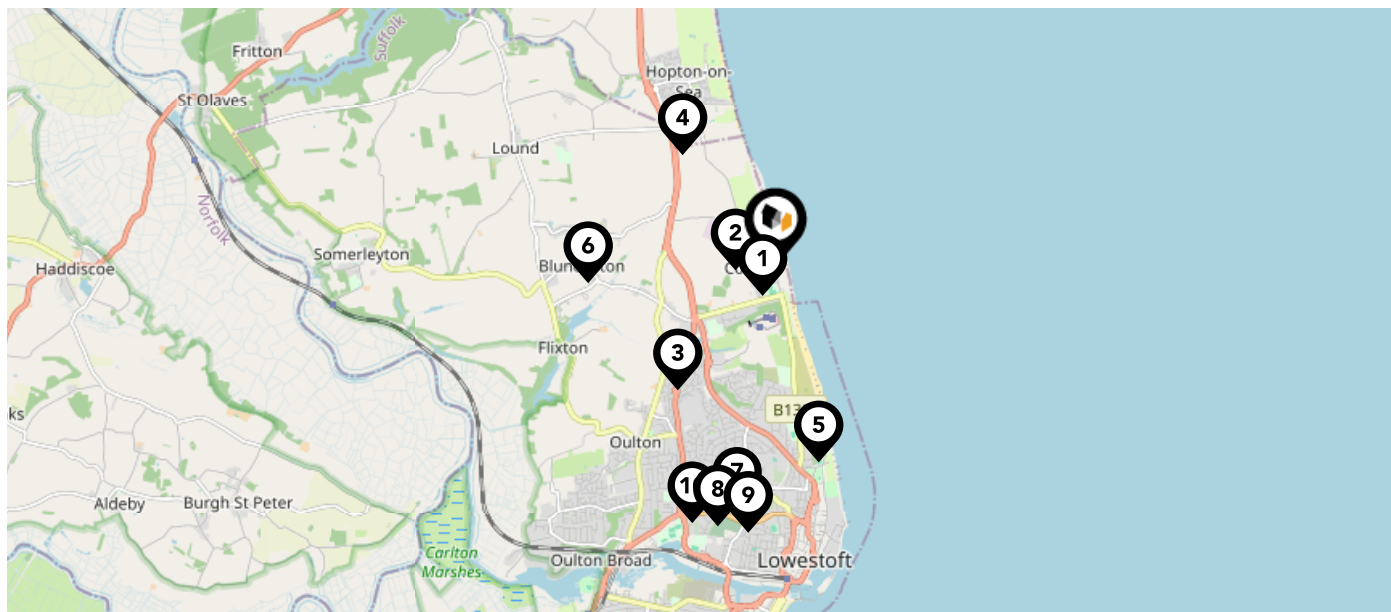 Suffolk
Fritton
Hopton-on-
Sea
St Olaves
4
Lound
Norfolk
2
1
6
Somerleyton
Haddiscoe
Flixton
3
B13
5
ks
Oulton
7
1
8
9
Aldeby
Burgh St Peter
Carlton
Marshes
Oulton Broad
Lowestoft